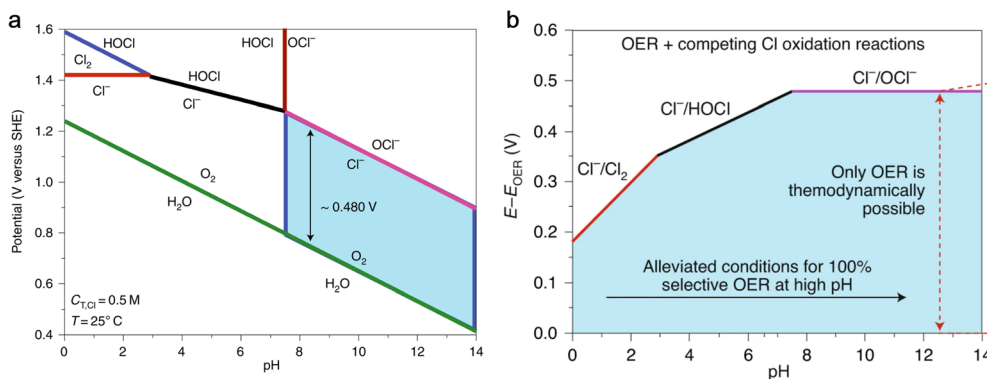 a
1.6
1.4
1.2
1.0
0.8
0.6
0.4
Potential (V versus SHE)
HOCl
Cl₂
Cl⁻
HOCl
Cl⁻
HOCl
OCl⁻
OCl⁻
Cl⁻
~ 0.480 V
O₂
H₂O
O₂
H₂O
C_T,Cl = 0.5 M
T = 25° C
0 2 4 6 8 10 12 14
pH
b
OER + competing Cl oxidation reactions
0.6
0.5
0.4
0.3
0.2
0.1
0.0
E–E_OER (V)
Cl⁻/Cl₂
Cl⁻/HOCl
Cl⁻/OCl⁻
Only OER is
themodynamically
possible
Alleviated conditions for 100%
selective OER at high pH
0 2 4 6 8 10 12 14
pH